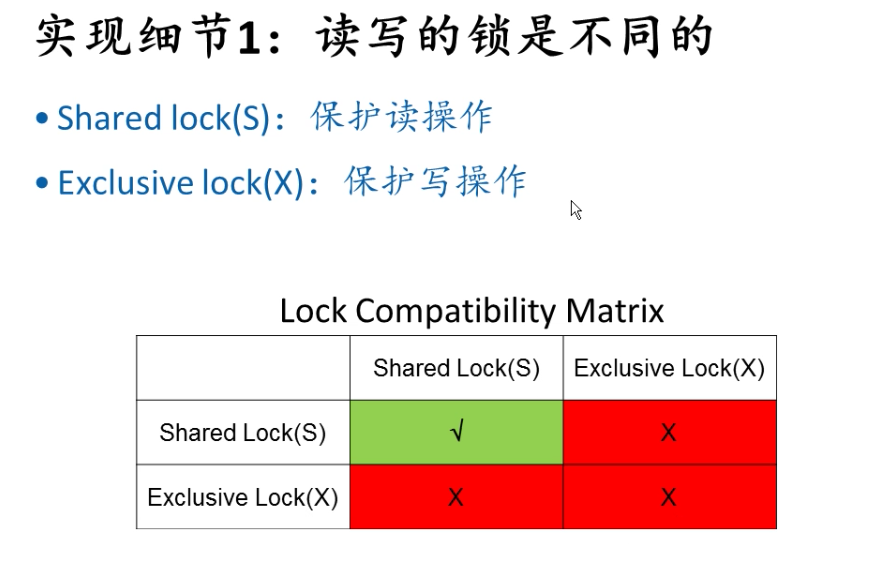 实现细节1：读写的锁是不同的
• Shared lock(S)：保护读操作
• Exclusive lock(X)：保护写操作
Lock Compatibility Matrix
Shared Lock(S) Exclusive Lock(X)
Shared Lock(S) √ X
Exclusive Lock(X) X X